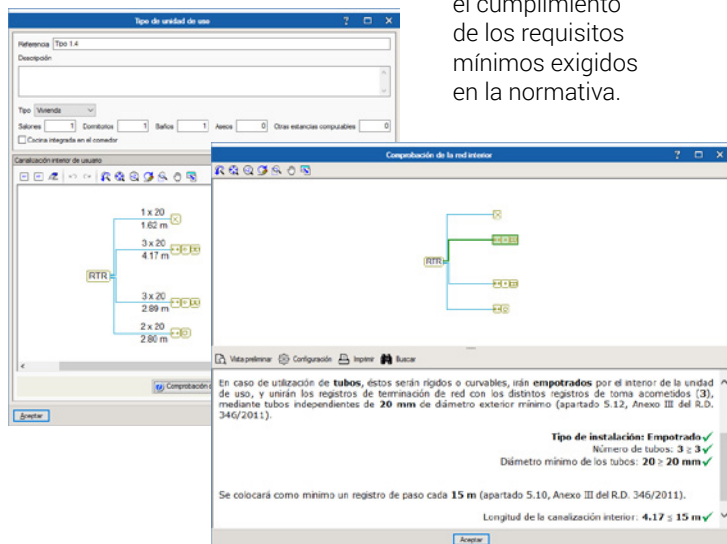 el cumplimiento
de los requisitos
mínimos exigidos
en la normativa.
Tipo de unidad de uso
Referencia Tipo 1.4
Descripción
Tipo Vivienda
Salones 1 Dormitorios 1 Baños 1 Aseos 0 Otras estancias computables 0
Cocina integrada en el comedor
Canalización interior de usuario
1 x 20
1.62 m
3 x 20
4.17 m
RTR
3 x 20
2.89 m
2 x 20
2.80 m
Comprobación
Aceptar
Comprobación de la red interior
RTR
Vista preliminar Configuración Imprimir Buscar
En caso de utilización de tubos, éstos serán rígidos o curvables, irán empotrados por el interior de la unidad
de uso, y unirán los registros de terminación de red con los distintos registros de toma acometidos (3),
mediante tubos independientes de 20 mm de diámetro exterior mínimo (apartado 5.12, Anexo III del R.D.
346/2011).
Tipo de instalación: Empotrado ✓
Número de tubos: 3 ≥ 3 ✓
Diámetro mínimo de los tubos: 20 ≥ 20 mm ✓
Se colocará como mínimo un registro de paso cada 15 m (apartado 5.10, Anexo III del R.D. 346/2011).
Longitud de la canalización interior: 4.17 ≤ 15 m ✓
Aceptar